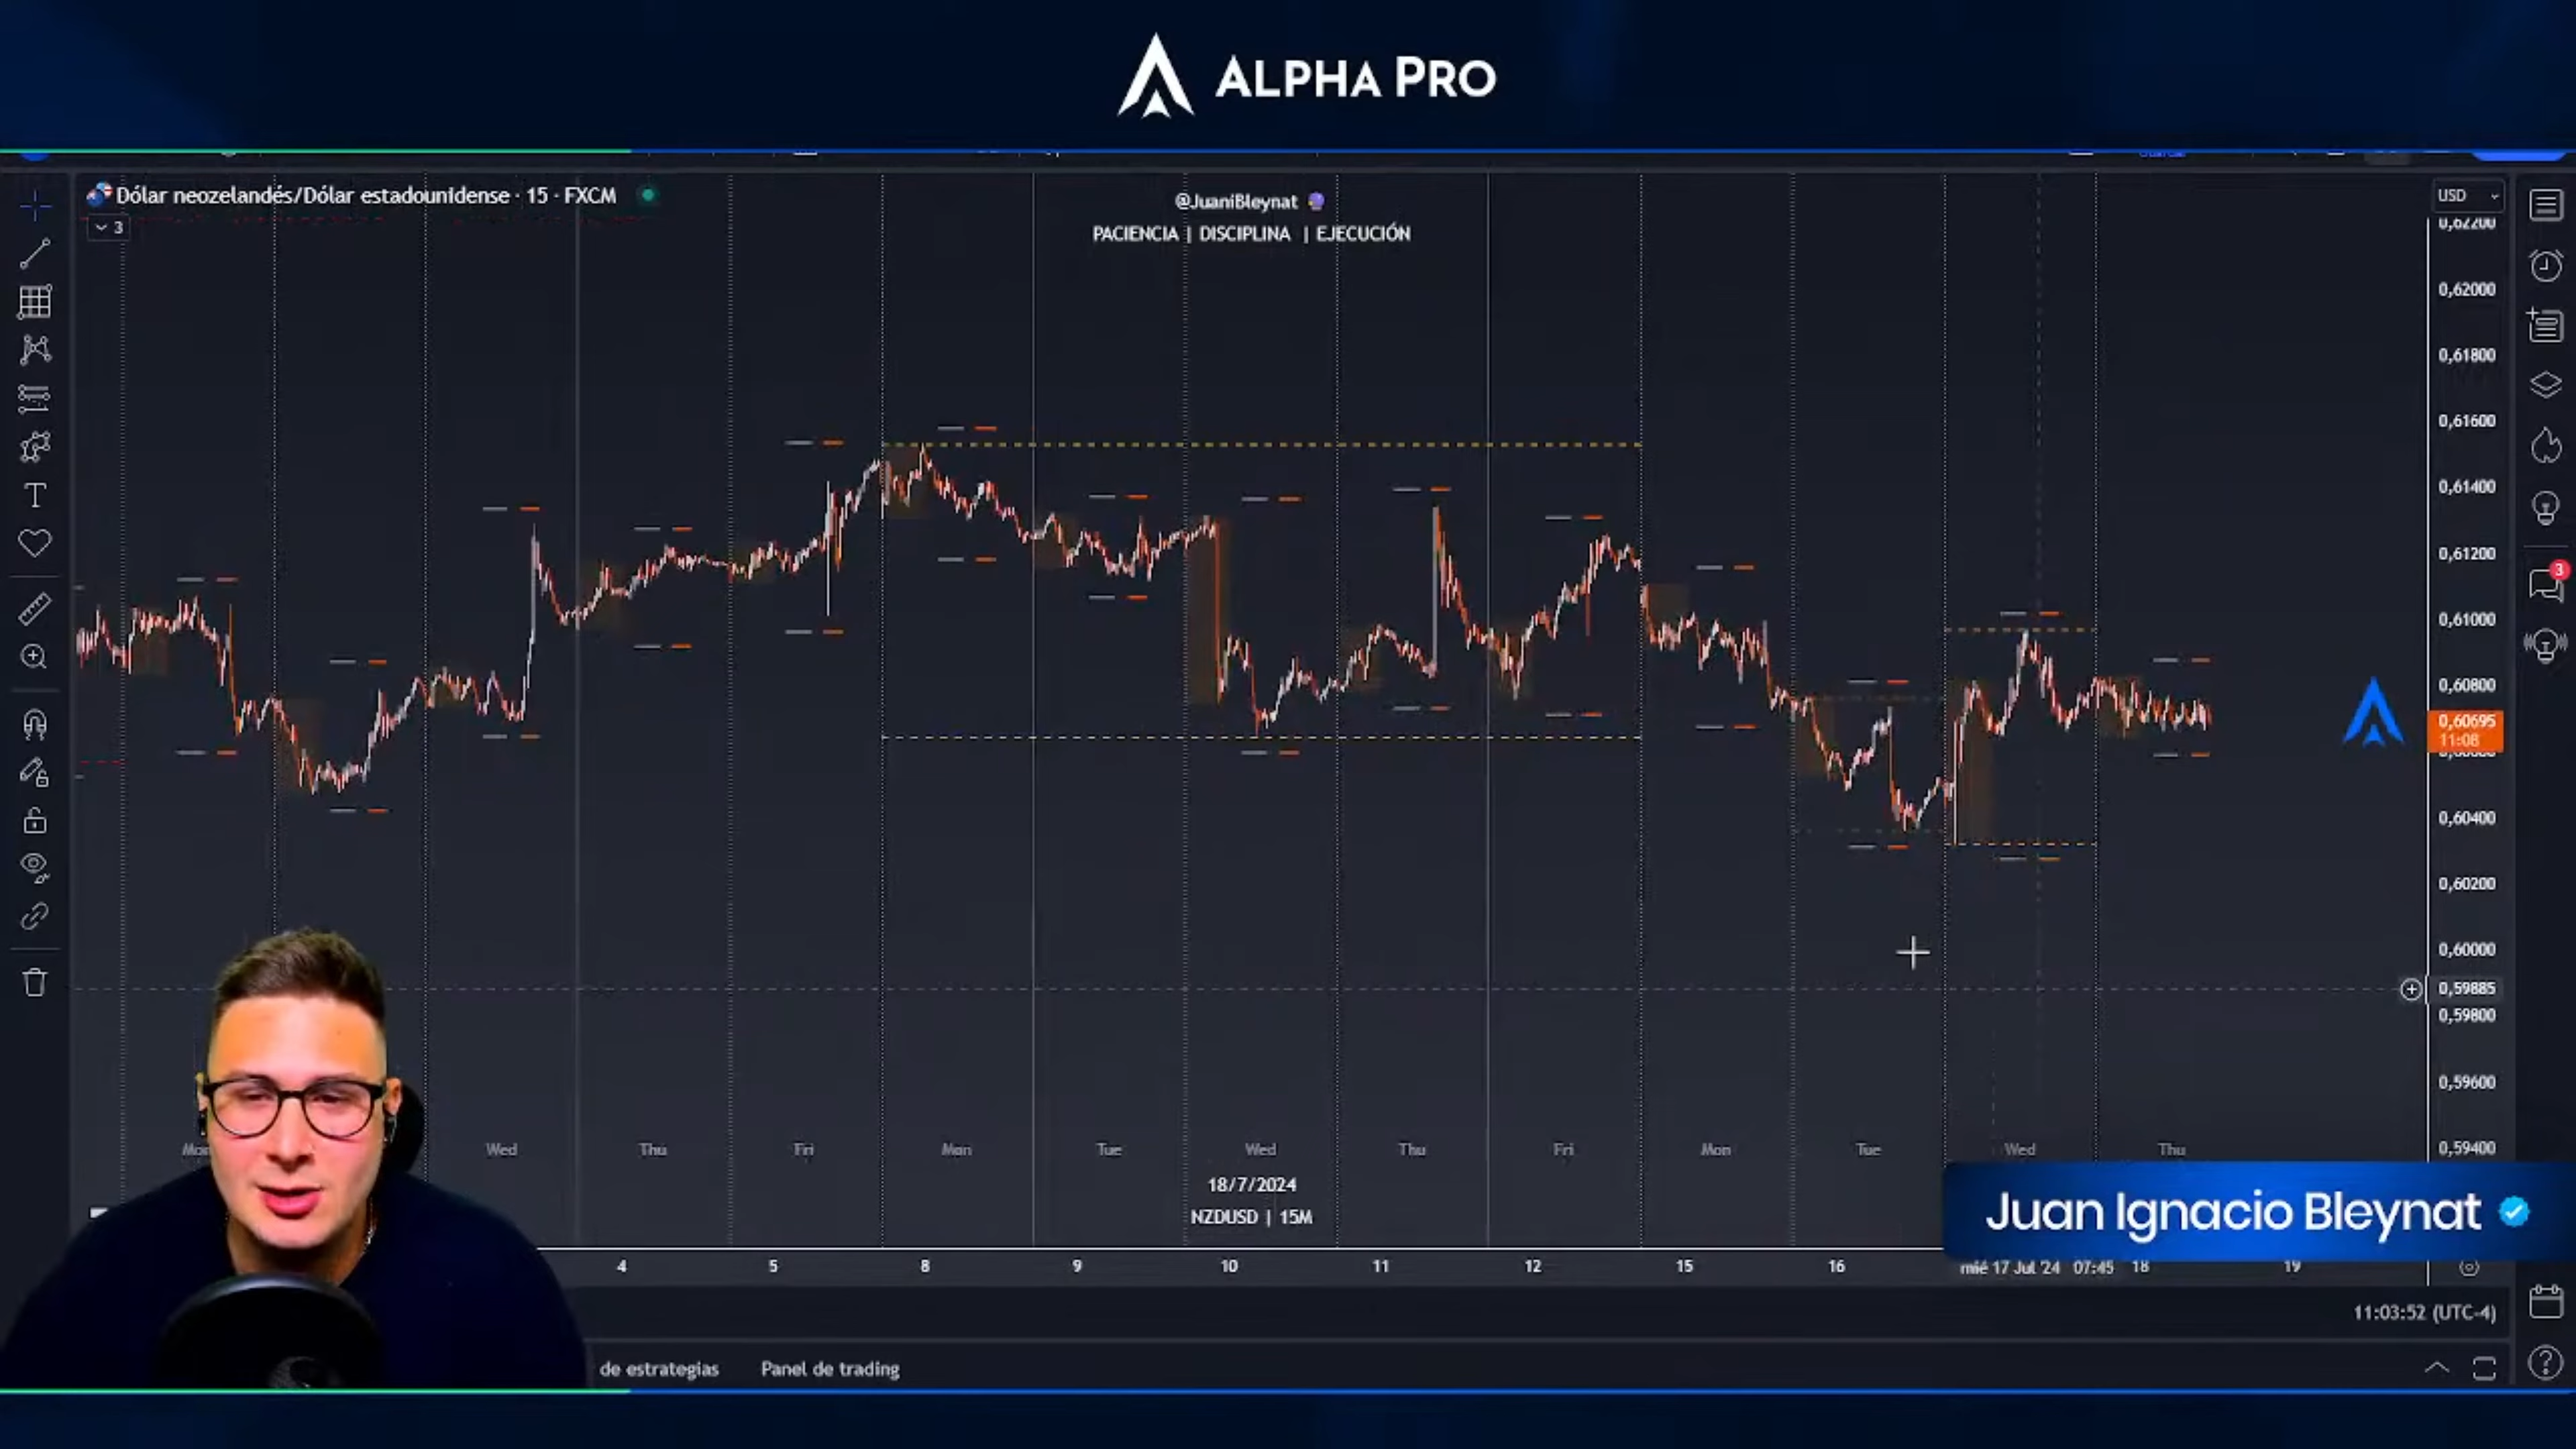 ALPHA PRO
Dólar neozelandés/Dólar estadounidense · 15 · FXCM
3
@JuaniBleynat
PACIENCIA | DISCIPLINA | EJECUCIÓN
USD
0,62200
0,62000
0,61800
0,61600
0,61400
0,61200
0,61000
0,60800
0,60695
11:08
0,60400
0,60200
0,60000
0,59885
0,59800
0,59600
0,59400
3
T
Wed Thu Fri Mon Tue Wed Thu Fri Mon Tue Wed Thu
18/7/2024
NZDUSD | 15M
Juan Ignacio Bleynat
4 5 8 9 10 11 12 15 16 mié 17 Jul '24 07:45 18 19
11:03:52 (UTC-4)
de estrategias Panel de trading